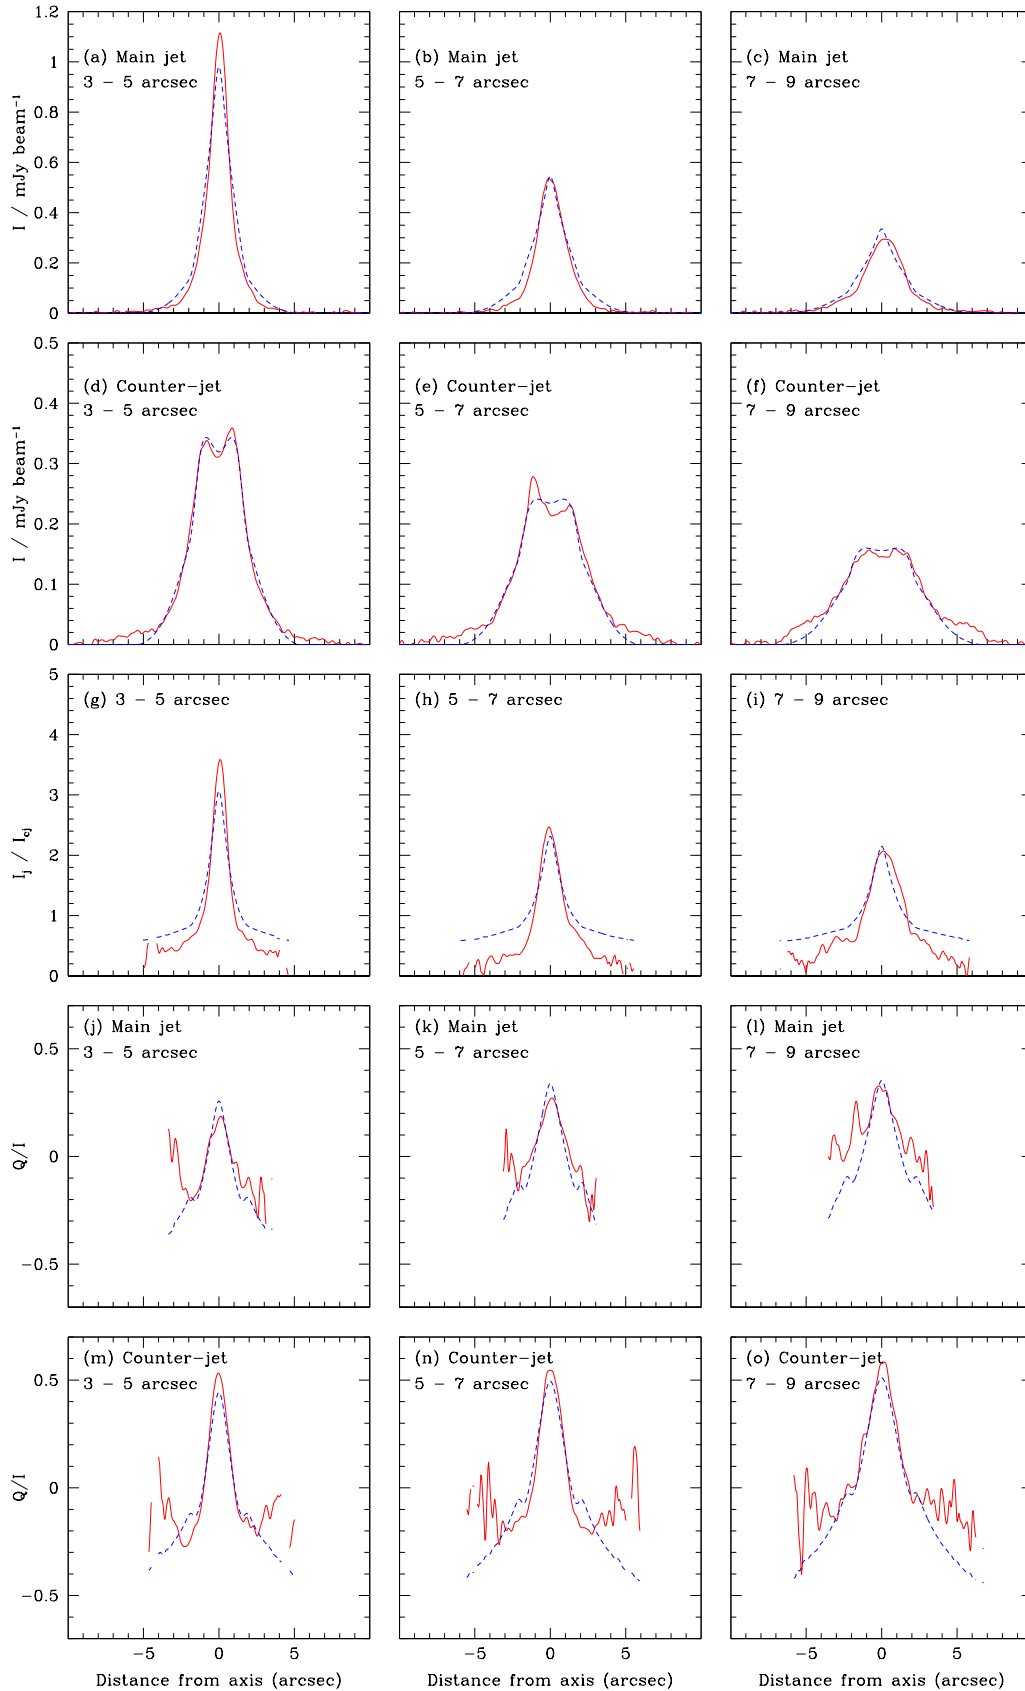 1.2
1
0.8
0.6
0.4
0.2
0
I / mJy beam⁻¹
(a) Main jet
3 − 5 arcsec
(b) Main jet
5 − 7 arcsec
(c) Main jet
7 − 9 arcsec
0.5
0.4
0.3
0.2
0.1
0
I / mJy beam⁻¹
(d) Counter−jet
3 − 5 arcsec
(e) Counter−jet
5 − 7 arcsec
(f) Counter−jet
7 − 9 arcsec
5
4
3
2
1
0
I_j / I_cj
(g) 3 − 5 arcsec
(h) 5 − 7 arcsec
(i) 7 − 9 arcsec
0.5
0
−0.5
Q/I
(j) Main jet
3 − 5 arcsec
(k) Main jet
5 − 7 arcsec
(l) Main jet
7 − 9 arcsec
0.5
0
−0.5
Q/I
(m) Counter−jet
3 − 5 arcsec
(n) Counter−jet
5 − 7 arcsec
(o) Counter−jet
7 − 9 arcsec
−5 0 5
−5 0 5
−5 0 5
Distance from axis (arcsec)
Distance from axis (arcsec)
Distance from axis (arcsec)